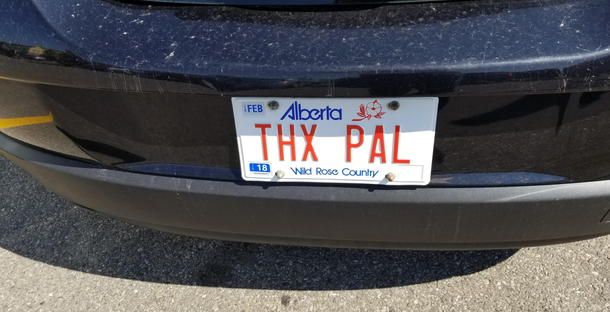 FEB
Alberta
THX PAL
18
Wild Rose Country